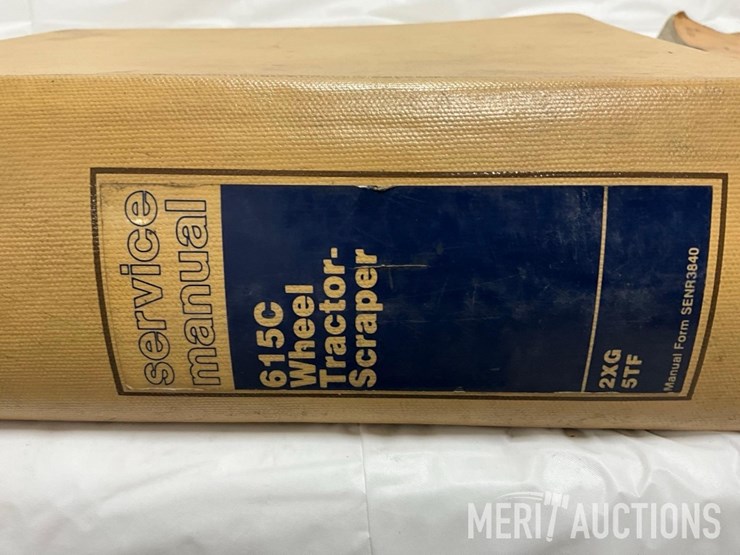 service
manual
615C
Wheel
Tractor-
Scraper
2XG
5TF
Manual Form SENR3840
MERIT AUCTIONS